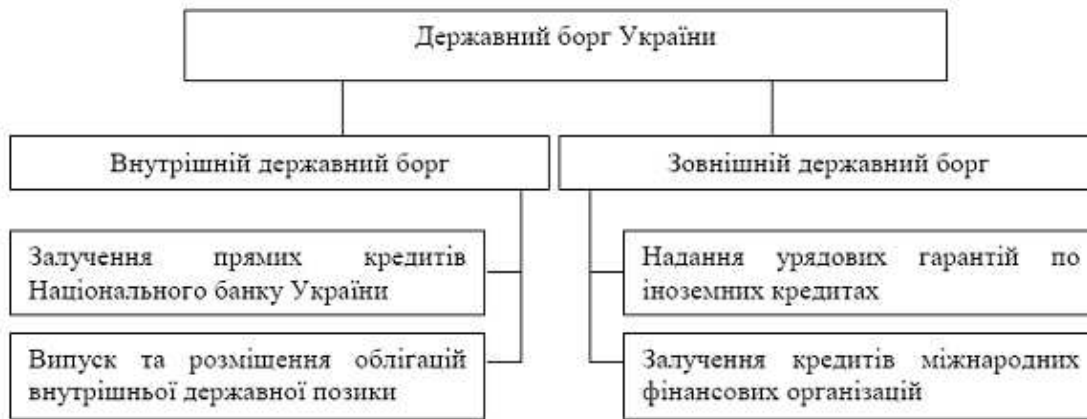 Державний борг України
Внутрішній державний борг
Зовнішній державний борг
Залучення прямих кредитів
Національного банку України
Випуск та розміщення облігацій
внутрішньої державної позики
Надання урядових гарантій по
іноземних кредитах
Залучення кредитів міжнародних
фінансових організацій